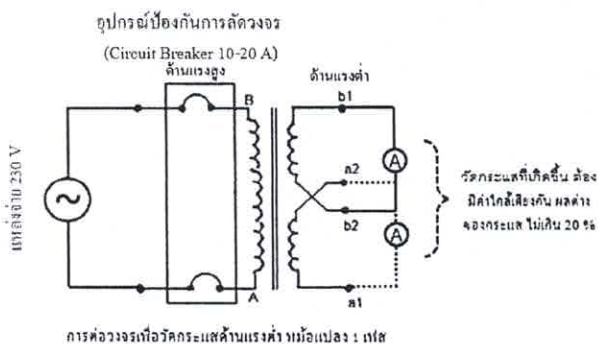 อุปกรณ์ป้องกันการลัดวงจร
(Circuit Breaker 10-20 A)
ด้านแรงสูง
ด้านแรงต่ำ
B
b1
A
a2
b2
A
A
a1
แหล่งจ่าย 230 V
วัดกระแสที่เกิดขึ้น ต้อง
มีค่าใกล้เคียงกัน ผลต่าง
ของกระแส ไม่เกิน 20 %
การต่อวงจรเพื่อวัดกระแสด้านแรงต่ำ หม้อแปลง 1 เฟส